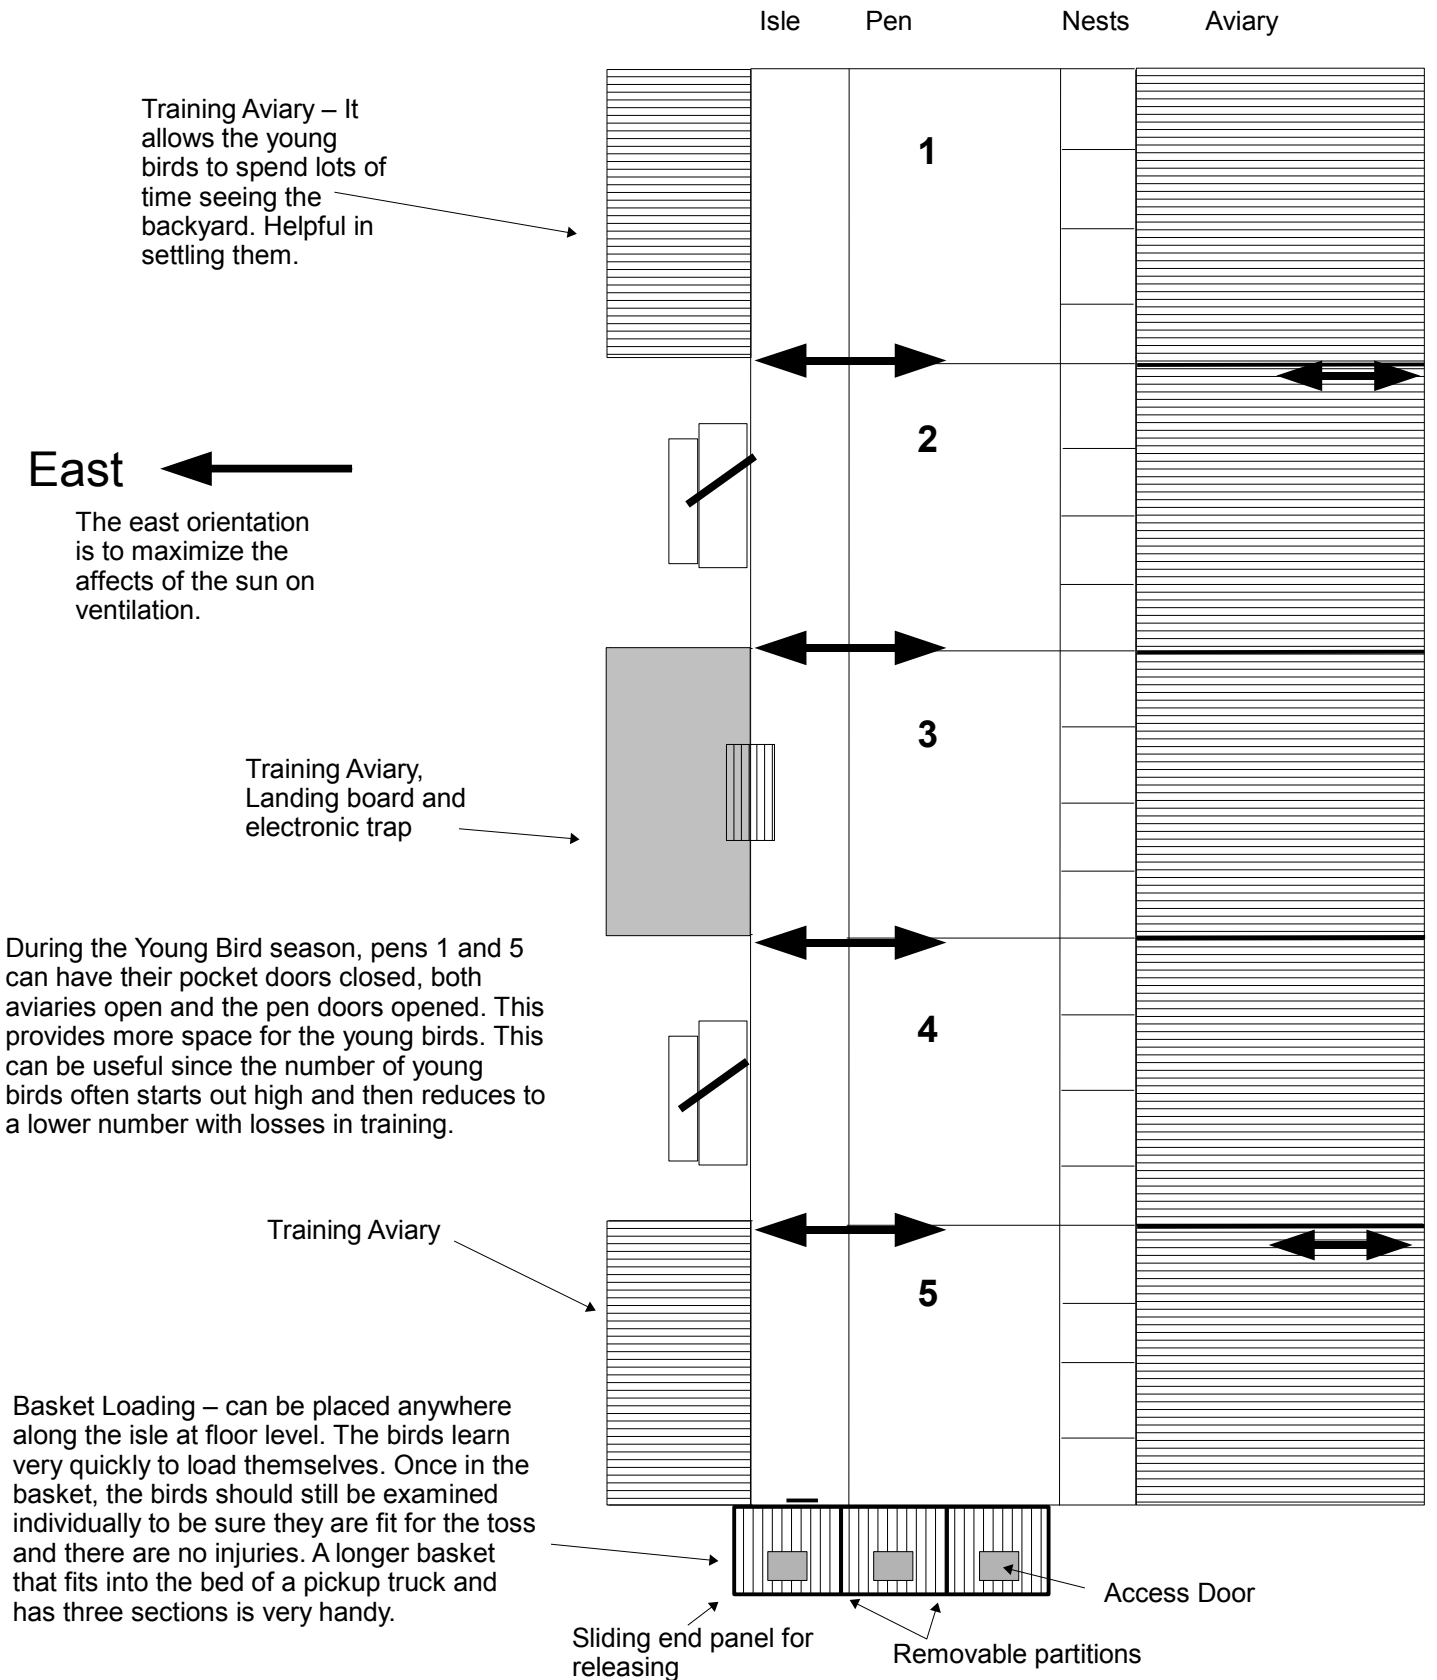 Isle Pen Nests Aviary
Training Aviary – It
allows the young
birds to spend lots of
time seeing the
backyard. Helpful in
settling them.
1
2
East
The east orientation
is to maximize the
affects of the sun on
ventilation.
3
Training Aviary,
Landing board and
electronic trap
During the Young Bird season, pens 1 and 5
can have their pocket doors closed, both
aviaries open and the pen doors opened. This
provides more space for the young birds. This
can be useful since the number of young
birds often starts out high and then reduces to
a lower number with losses in training.
4
Training Aviary
5
Basket Loading – can be placed anywhere
along the isle at floor level. The birds learn
very quickly to load themselves. Once in the
basket, the birds should still be examined
individually to be sure they are fit for the toss
and there are no injuries. A longer basket
that fits into the bed of a pickup truck and
has three sections is very handy.
Access Door
Sliding end panel for
releasing
Removable partitions